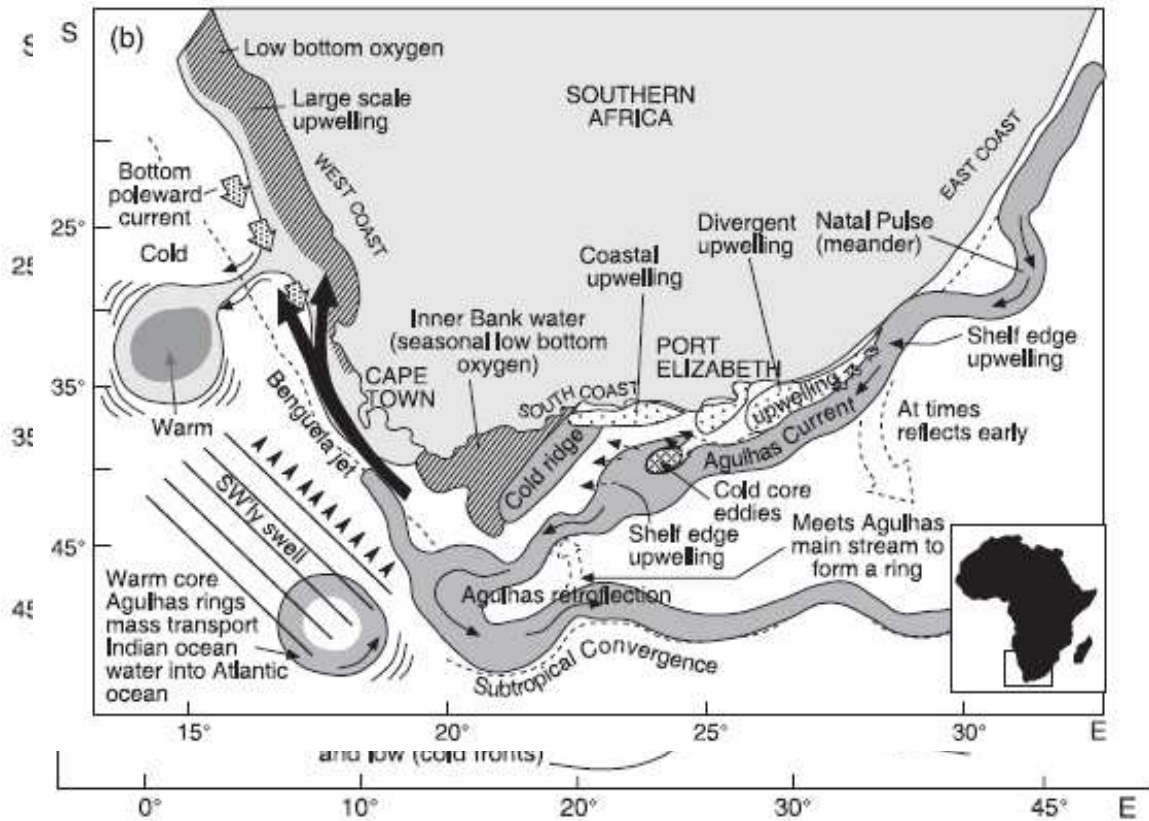 S
S
(b)
Low bottom oxygen
Large scale
upwelling
SOUTHERN
AFRICA
WEST COAST
EAST COAST
Bottom
poleward
current
Cold
25°
25
Divergent
upwelling
Natal Pulse
(meander)
Coastal
upwelling
Inner Bank water
(seasonal low bottom
oxygen)
PORT
ELIZABETH
Shelf edge
upwelling
CAPE
TOWN
SOUTH COAST
upwelling
35°
35
Warm
Benguela jet
Agulhas Current
At times
reflects early
Cold ridge
SW'ly swell
Cold core
eddies
Shelf edge
upwelling
Meets Agulhas
main stream to
form a ring
45°
45
Warm core
Agulhas rings
mass transport
Indian ocean
water into Atlantic
ocean
Agulhas retroflection
Subtropical Convergence
15°
20°
25°
30°
E
and low (cold fronts)
0°
10°
20°
30°
45°
E